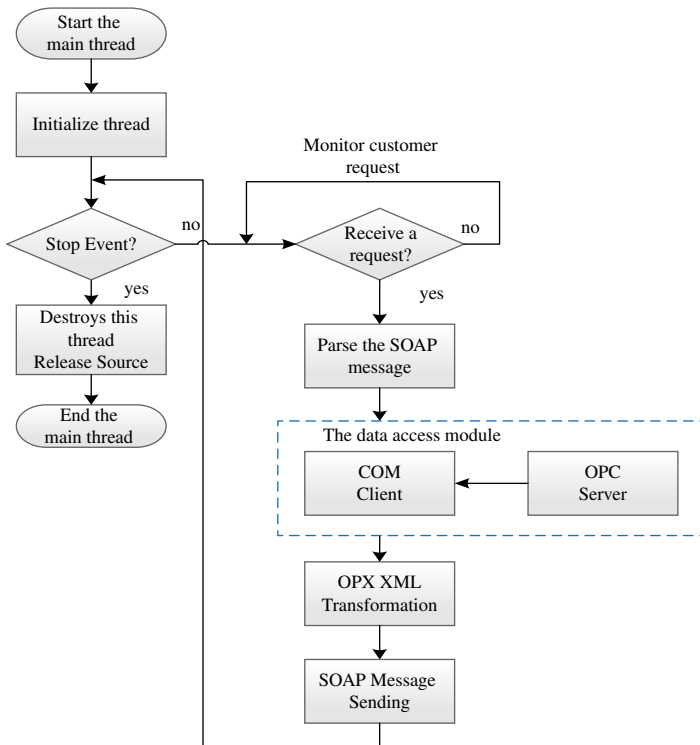 Start the
main thread
Initialize thread
Monitor customer
request
Stop Event?
no
Receive a
request?
no
yes
yes
Destroys this
thread
Release Source
Parse the SOAP
message
End the
main thread
The data access module
COM
Client
OPC
Server
OPX XML
Transformation
SOAP Message
Sending